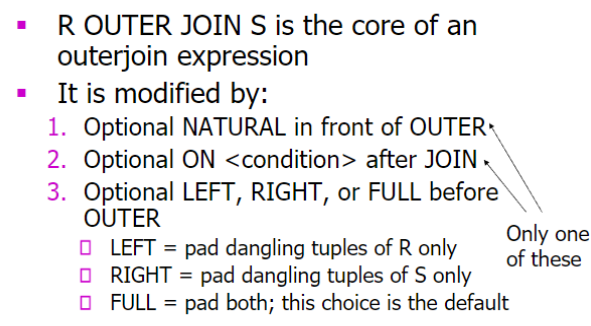 R OUTER JOIN S is the core of an
outerjoin expression
It is modified by:
1. Optional NATURAL in front of OUTER
2. Optional ON <condition> after JOIN
3. Optional LEFT, RIGHT, or FULL before
OUTER
Only one
of these
LEFT = pad dangling tuples of R only
RIGHT = pad dangling tuples of S only
FULL = pad both; this choice is the default